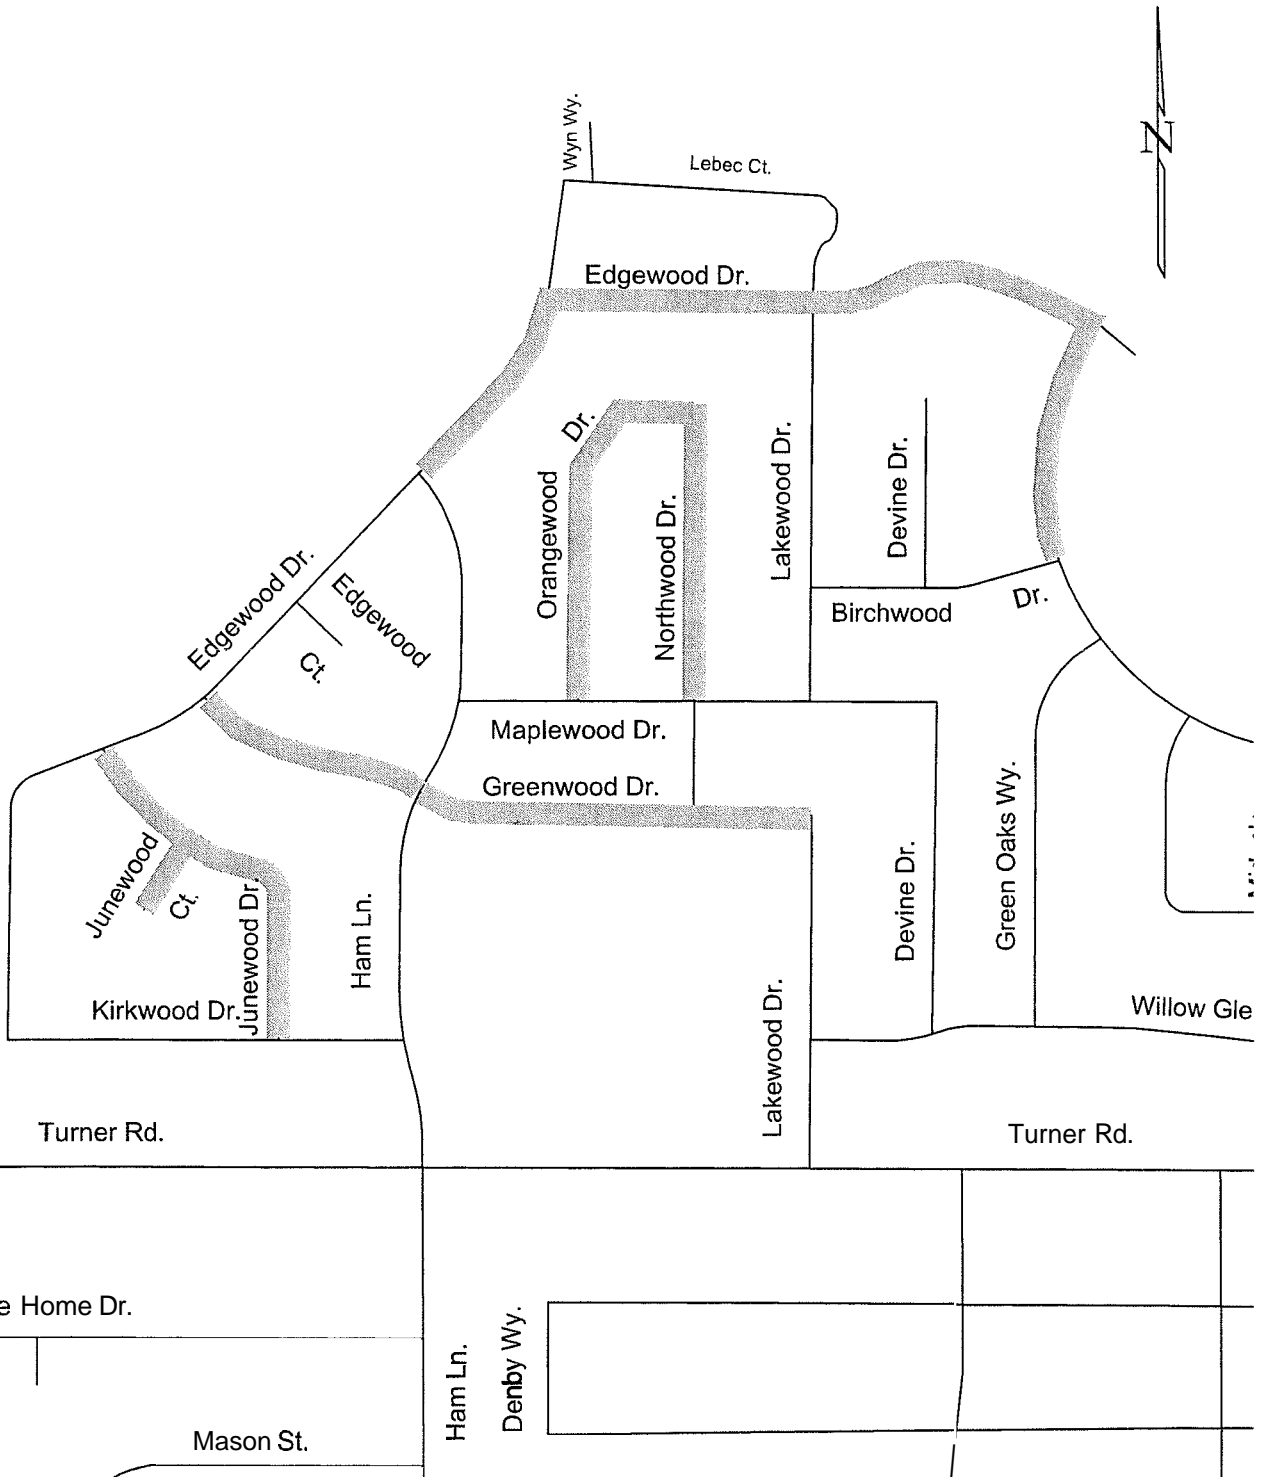 N
Wyn Wy.
Lebec Ct.
Edgewood Dr.
Orangewood Dr.
Northwood Dr.
Lakewood Dr.
Devine Dr.
Edgewood Dr.
Edgewood
Ct.
Birchwood Dr.
Maplewood Dr.
Greenwood Dr.
Junewood
Ct.
Junewood Dr.
Ham Ln.
Devine Dr.
Green Oaks Wy.
Kirkwood Dr.
Lakewood Dr.
Willow Gle
Turner Rd.
Turner Rd.
e Home Dr.
Ham Ln.
Denby Wy.
Mason St.